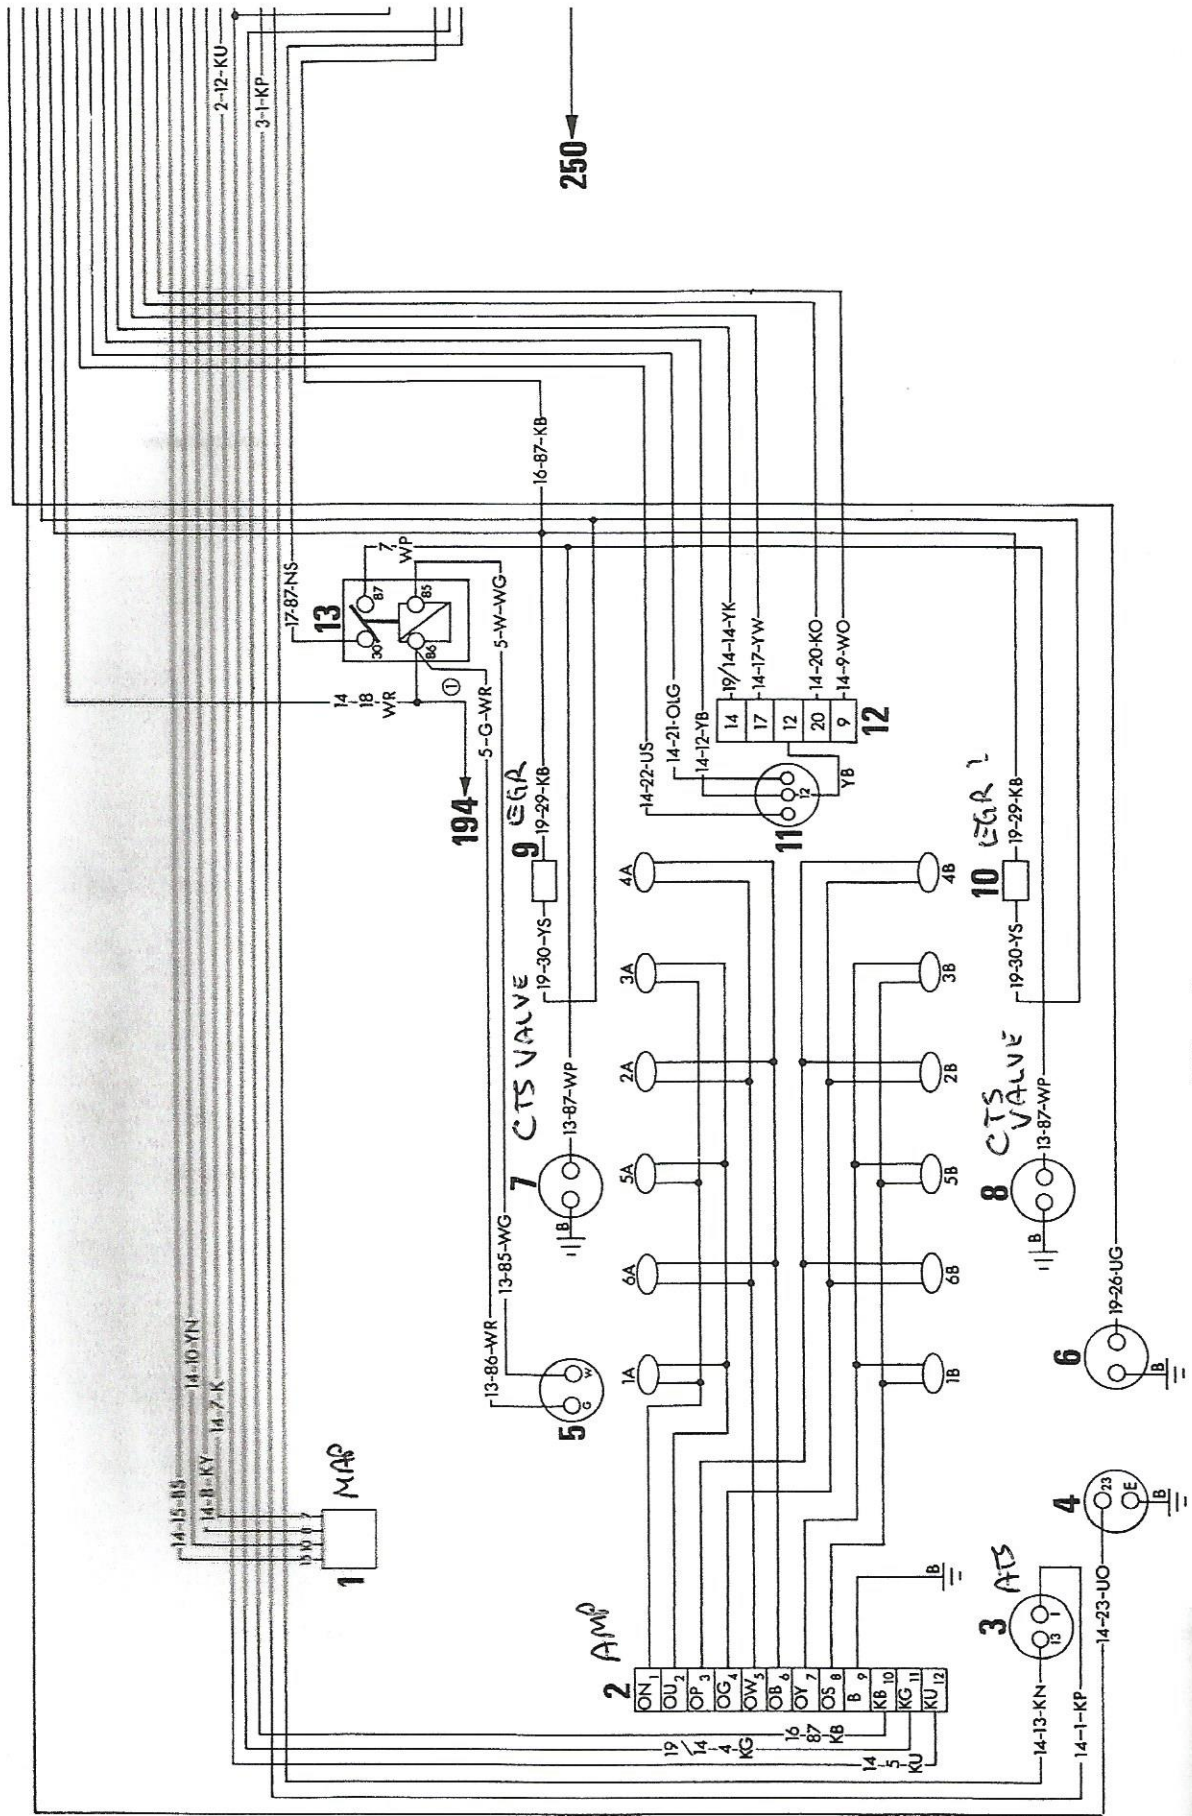 2-12-KU
3-1-KP
250
16-87-KB
17-87-NS
13
30
87
86
85
7
WP
14
18
WR
1
194
5-W-WG
5-G-WR
9
EGR
19-29-KB
19-30-YS
14-22-US
14-21-OLG
14-12-YB
19/14-14-YK
14-17-YW
14-20-KO
14-9-WO
14
17
12
20
9
12
11
12
YB
10
EGR ?
19-29-KB
19-30-YS
4A
3A
2A
5A
6A
1A
4B
3B
2B
5B
6B
1B
7
CTS VALVE
13-87-WP
B
8
CTS
VALVE
13-87-WP
B
13-85-WG
13-86-WR
5
G
W
6
19-26-UG
B
4
23
E
B
14-23-UO
3
ATS
13
1
14-13-KN
14-1-KP
14-15-BS
14-10-YN
14-8-KY
14-7-K
15
10
8
7
1
MAP
2
AMP
ON 1
OU 2
OP 3
OG 4
OW 5
OB 6
OY 7
OS 8
B 9
KB 10
KG 11
KU 12
B
16
87
KB
19
/14
4
KG
14
5
KU